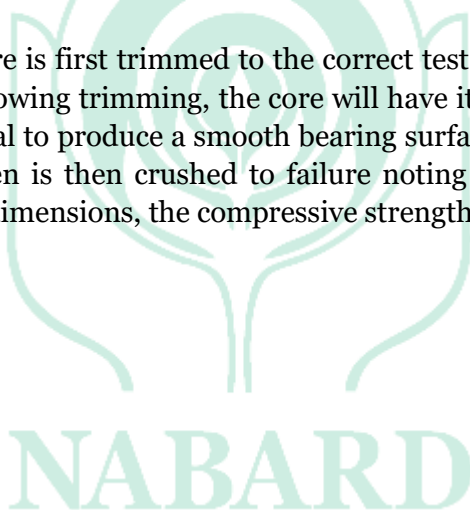 re is first trimmed to the correct test
owing trimming, the core will have it
al to produce a smooth bearing surfa
en is then crushed to failure noting
dimensions, the compressive strength
NABARD